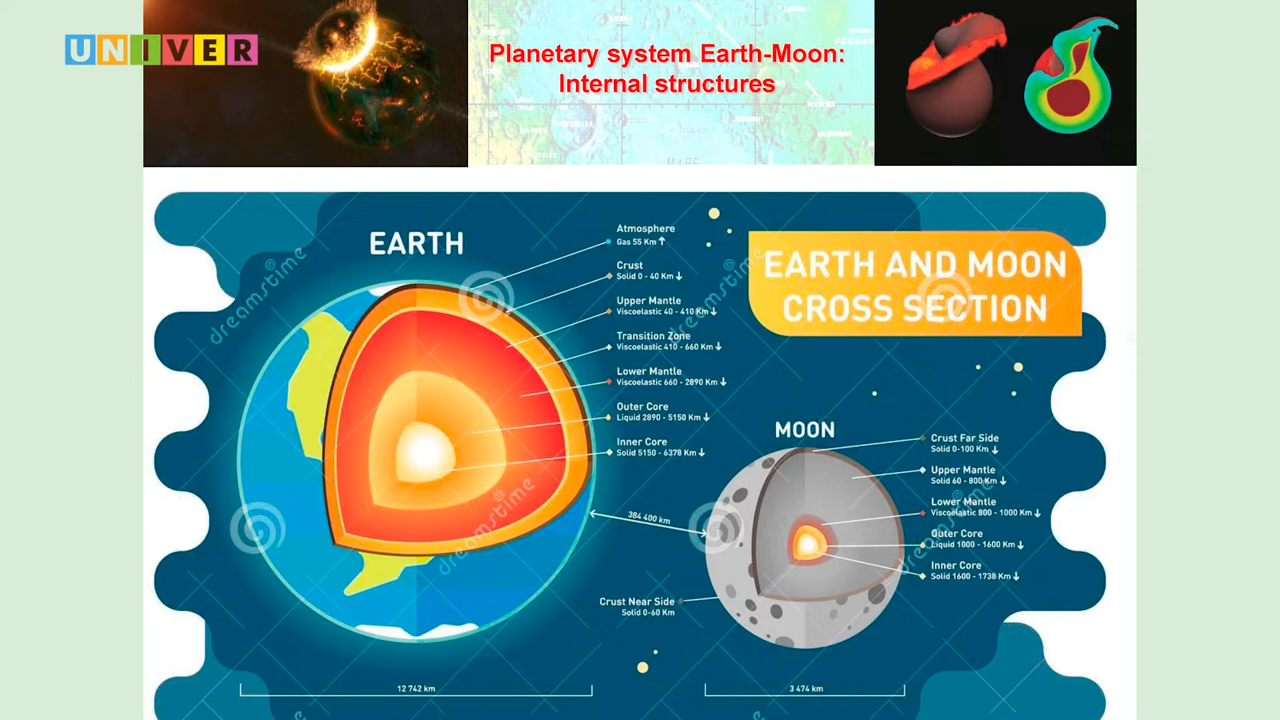 UNIVER
Planetary system Earth-Moon:
Internal structures
EARTH AND MOON
CROSS SECTION
EARTH
Atmosphere
Gas 55 Km ↑
Crust
Solid 0 - 40 Km ↓
Upper Mantle
Viscoelastic 40 - 410 Km ↓
Transition Zone
Viscoelastic 410 - 660 Km ↓
Lower Mantle
Viscoelastic 660 - 2890 Km ↓
Outer Core
Liquid 2890 - 5150 Km ↓
Inner Core
Solid 5150 - 6378 Km ↓
384 400 km
MOON
Crust Far Side
Solid 0-100 Km ↓
Upper Mantle
Solid 60 - 800 Km ↓
Lower Mantle
Viscoelastic 800 - 1000 Km ↓
Outer Core
Liquid 1000 - 1600 Km ↓
Inner Core
Solid 1600 - 1738 Km ↓
Crust Near Side
Solid 0-60 Km
12 742 km
3 474 km
dreamstime
dreamstime
dreamstime
dreamstime
dreamstime